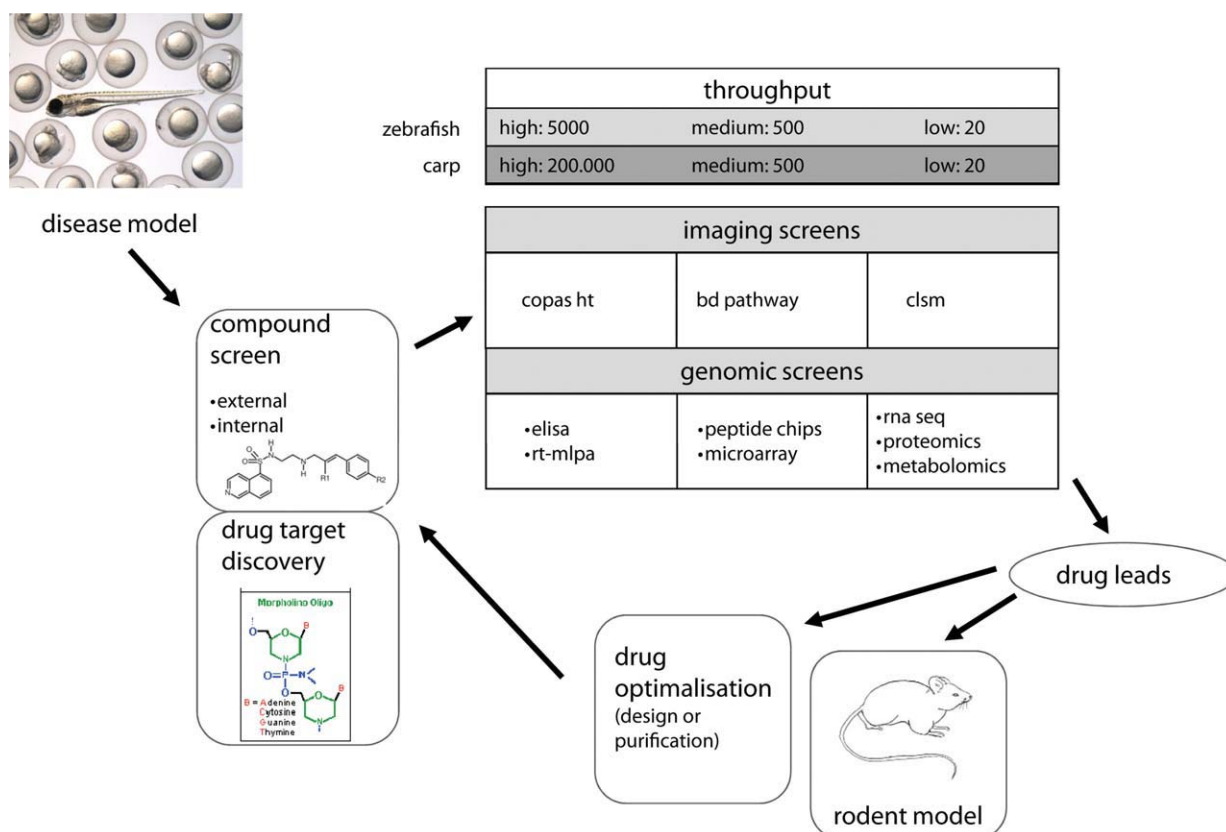 throughput
zebrafish high: 5000 medium: 500 low: 20
carp high: 200.000 medium: 500 low: 20
disease model
imaging screens
copas ht bd pathway clsm
genomic screens
•elisa
•rt-mlpa
•peptide chips
•microarray
•rna seq
•proteomics
•metabolomics
compound
screen
•external
•internal
H
O
S
N
O
N
H
R1
R2
N
drug target
discovery
Morpholino Oligo
O
O
B
N
O=P-N
O
O
B
N
B = Adenine
Cytosine
Guanine
Thymine
drug leads
drug
optimalisation
(design or
purification)
rodent model